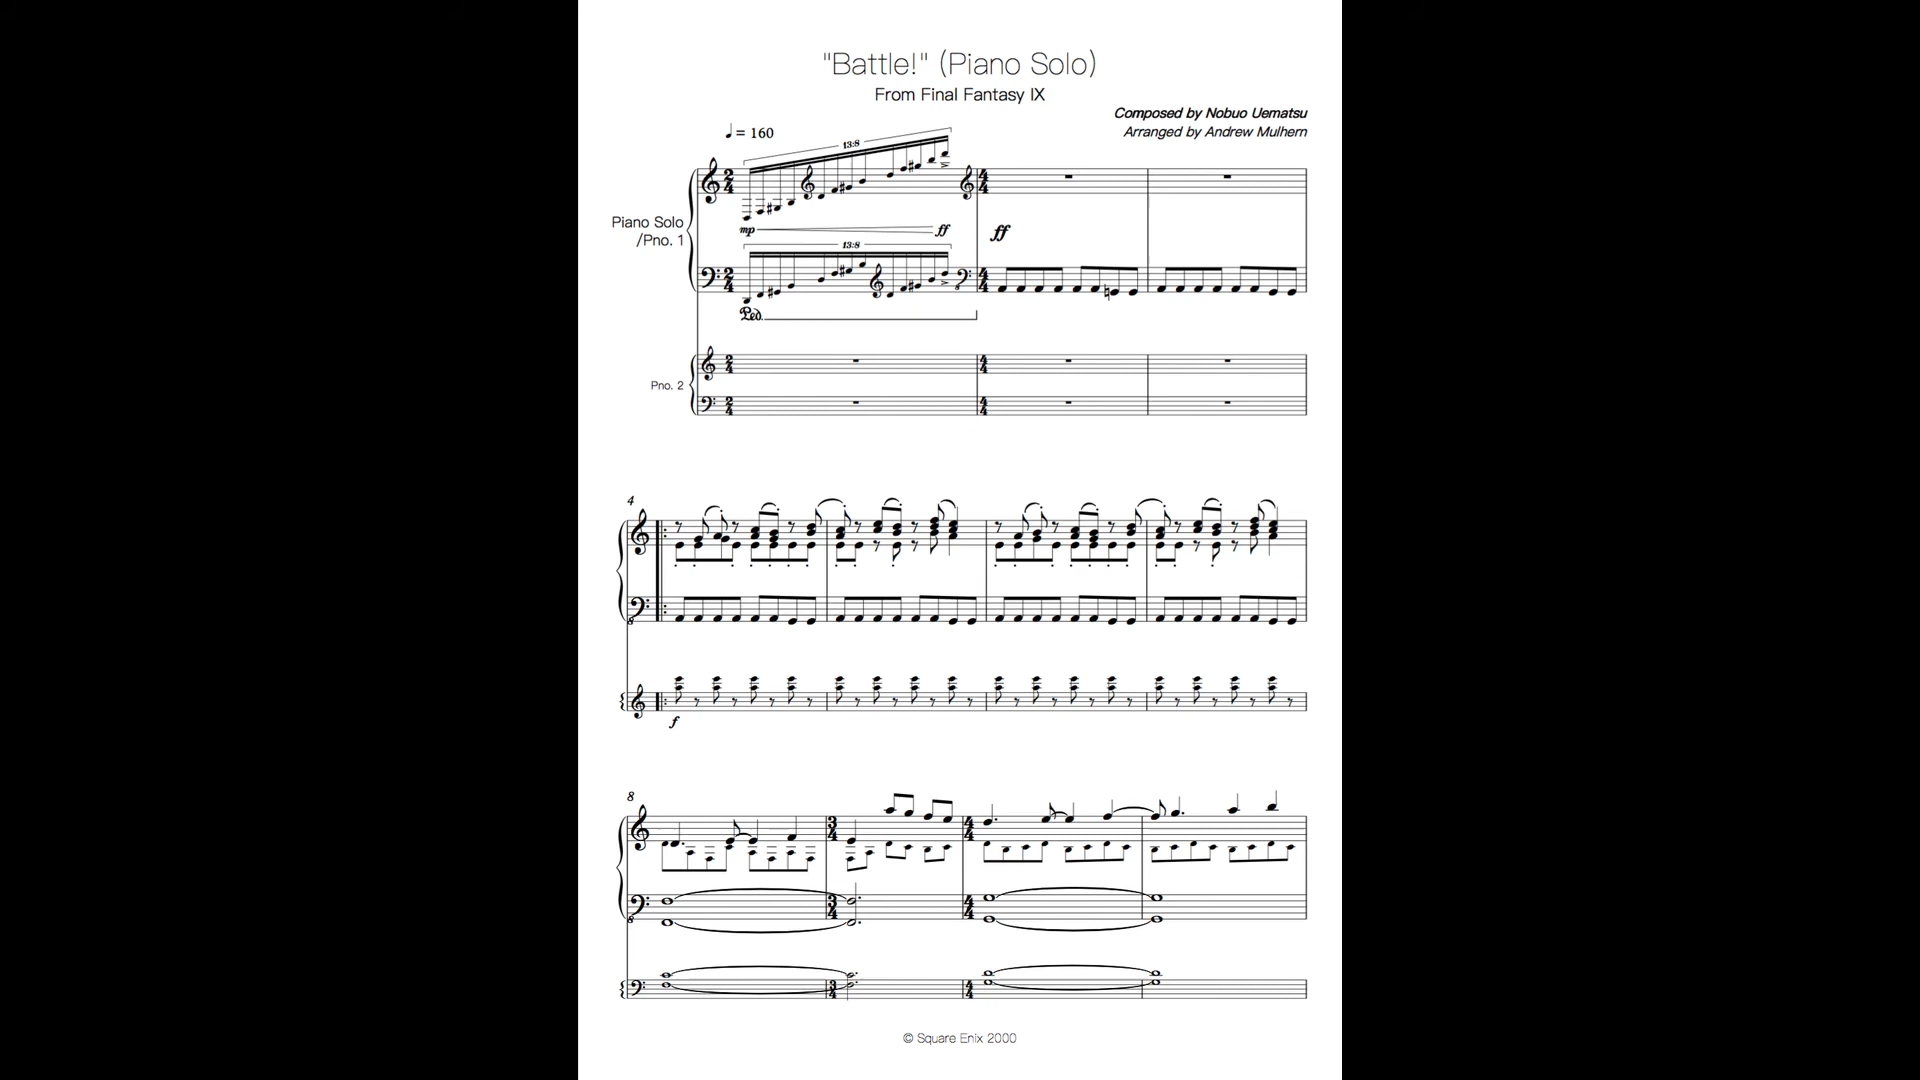 "Battle!" (Piano Solo)
From Final Fantasy IX
Composed by Nobuo Uematsu
Arranged by Andrew Mulhern
♩ = 160
13:8
Piano Solo
/Pno. 1
mp
ff
ff
13:8
Ped.
Pno. 2
4
f
8
© Square Enix 2000